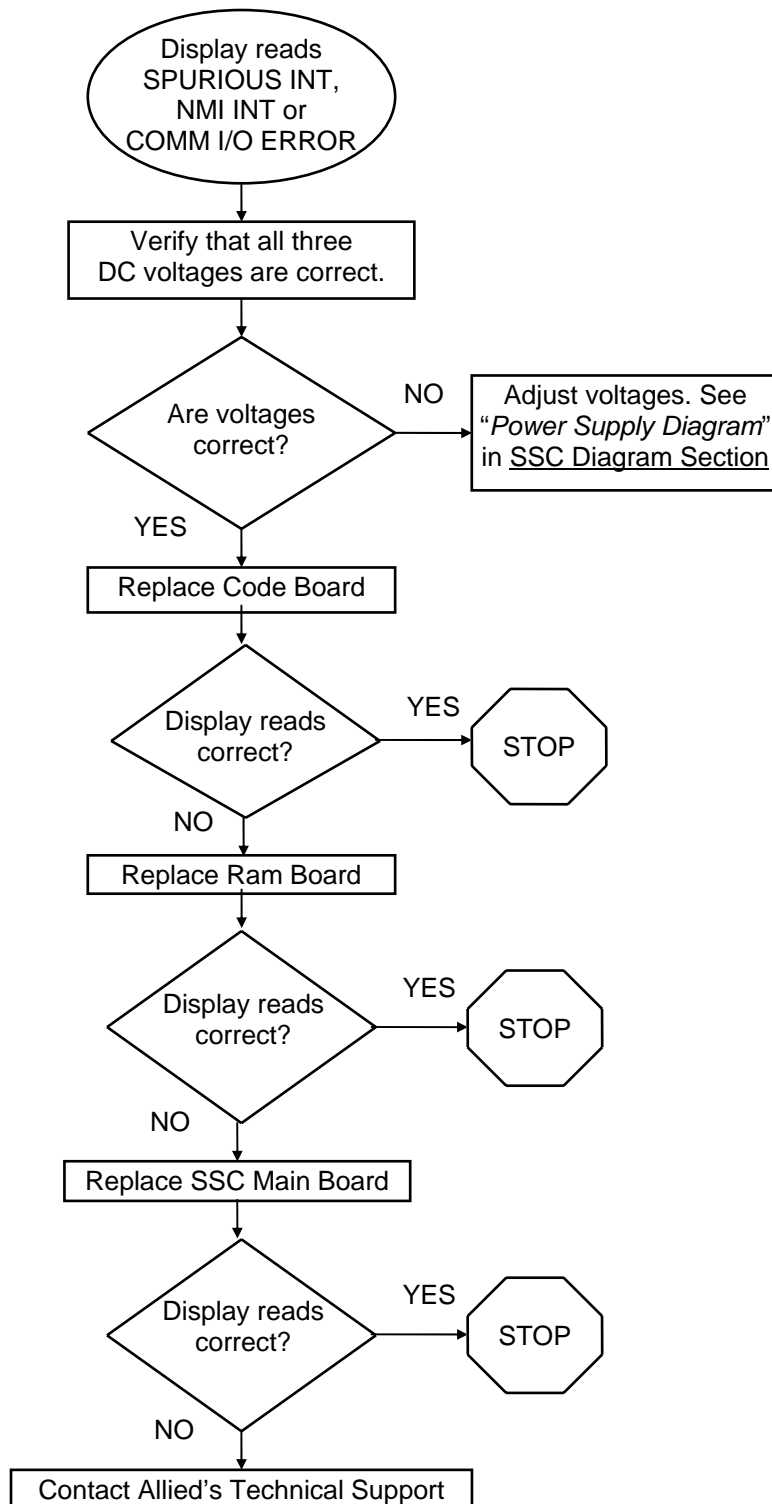 Display reads
SPURIOUS INT,
NMI INT or
COMM I/O ERROR
Verify that all three
DC voltages are correct.
Are voltages
correct?
NO
Adjust voltages. See
“Power Supply Diagram”
in SSC Diagram Section
YES
Replace Code Board
Display reads
correct?
YES
STOP
NO
Replace Ram Board
Display reads
correct?
YES
STOP
NO
Replace SSC Main Board
Display reads
correct?
YES
STOP
NO
Contact Allied's Technical Support